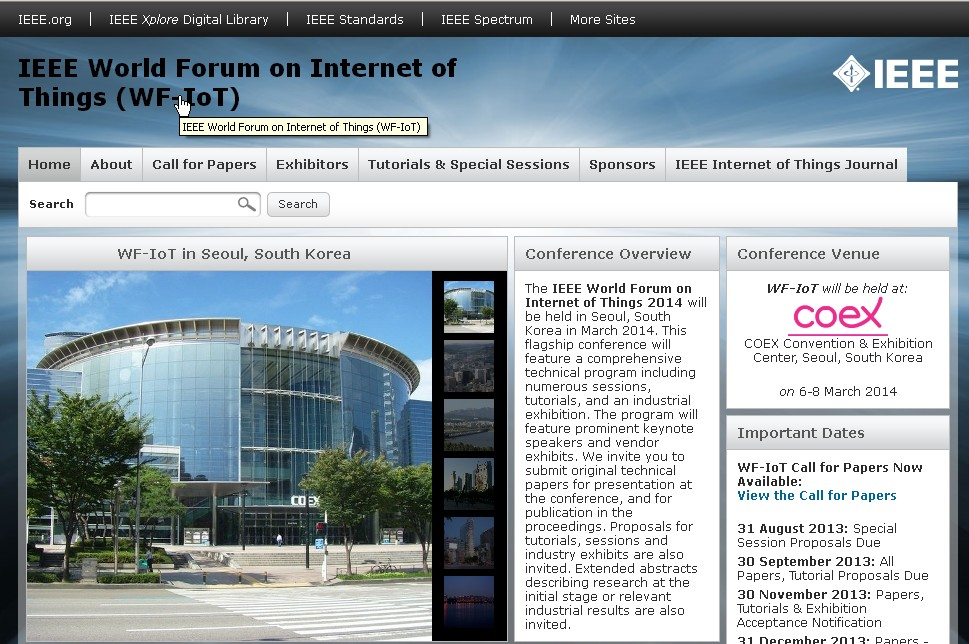 IEEE.org | IEEE Xplore Digital Library | IEEE Standards | IEEE Spectrum | More Sites
IEEE World Forum on Internet of
Things (WF-IoT)
IEEE
IEEE World Forum on Internet of Things (WF-IoT)
Home About Call for Papers Exhibitors Tutorials & Special Sessions Sponsors IEEE Internet of Things Journal
Search Search
WF-IoT in Seoul, South Korea
COEX
Conference Overview
The IEEE World Forum on
Internet of Things 2014 will
be held in Seoul, South
Korea in March 2014. This
flagship conference will
feature a comprehensive
technical program including
numerous sessions,
tutorials, and an industrial
exhibition. The program will
feature prominent keynote
speakers and vendor
exhibits. We invite you to
submit original technical
papers for presentation at
the conference, and for
publication in the
proceedings. Proposals for
tutorials, sessions and
industry exhibits are also
invited. Extended abstracts
describing research at the
initial stage or relevant
industrial results are also
invited.
Conference Venue
WF-IoT will be held at:
coex
COEX Convention & Exhibition
Center, Seoul, South Korea
on 6-8 March 2014
Important Dates
WF-IoT Call for Papers Now
Available:
View the Call for Papers
31 August 2013: Special
Session Proposals Due
30 September 2013: All
Papers, Tutorial Proposals Due
30 November 2013: Papers,
Tutorials & Exhibition
Acceptance Notification
31 December 2013: Papers -